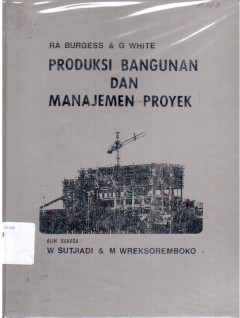 RA BURGESS & G WHITE
PRODUKSI BANGUNAN
DAN
MANAJEMEN PROYEK
ALIH BAHASA
W SUTJIADI & M WREKSOREMBOKO